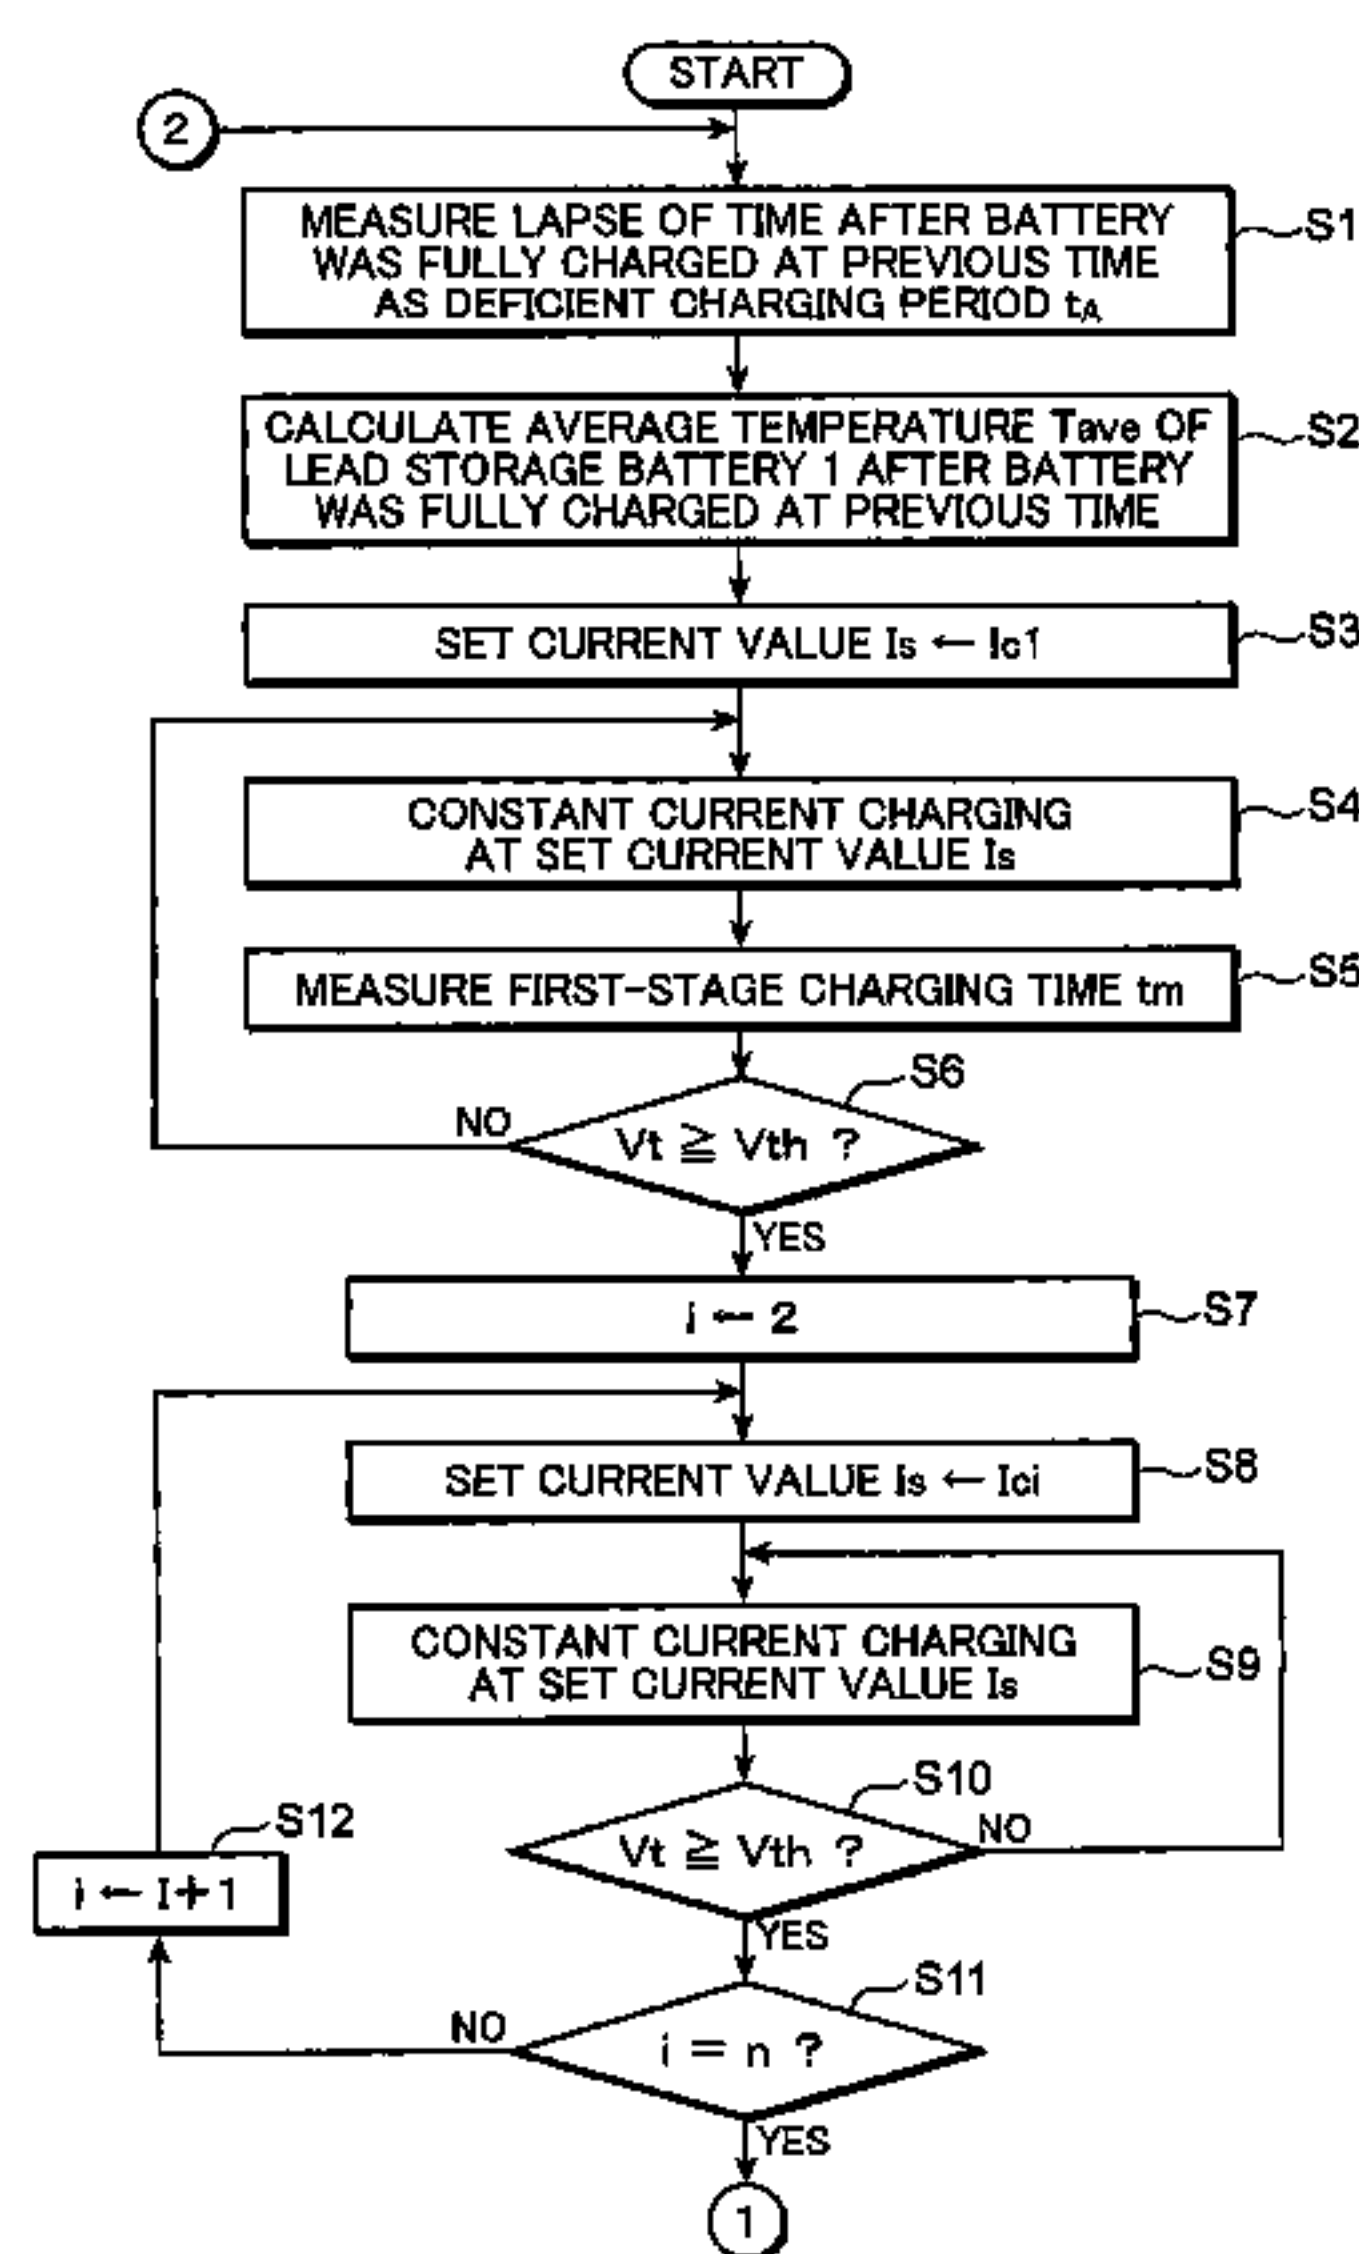 START
2
MEASURE LAPSE OF TIME AFTER BATTERY
WAS FULLY CHARGED AT PREVIOUS TIME
AS DEFICIENT CHARGING PERIOD tA
S1
CALCULATE AVERAGE TEMPERATURE Tave OF
LEAD STORAGE BATTERY 1 AFTER BATTERY
WAS FULLY CHARGED AT PREVIOUS TIME
S2
SET CURRENT VALUE Is ← Ic1
S3
CONSTANT CURRENT CHARGING
AT SET CURRENT VALUE Is
S4
MEASURE FIRST-STAGE CHARGING TIME tm
S5
S6
NO
Vt ≧ Vth ?
YES
i ← 2
S7
SET CURRENT VALUE Is ← Ici
S8
CONSTANT CURRENT CHARGING
AT SET CURRENT VALUE Is
S9
S10
Vt ≧ Vth ?
NO
YES
S12
i ← I+1
S11
NO
i = n ?
YES
1